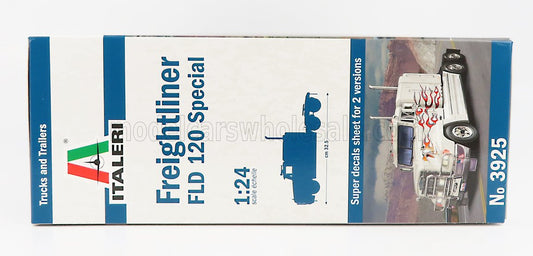 Trucks and Trailers
ITALERI
®
Freightliner
FLD 120 Special
1:24
scale echelle
cm 32.5
Super decals sheet for 2 versions
No 3925